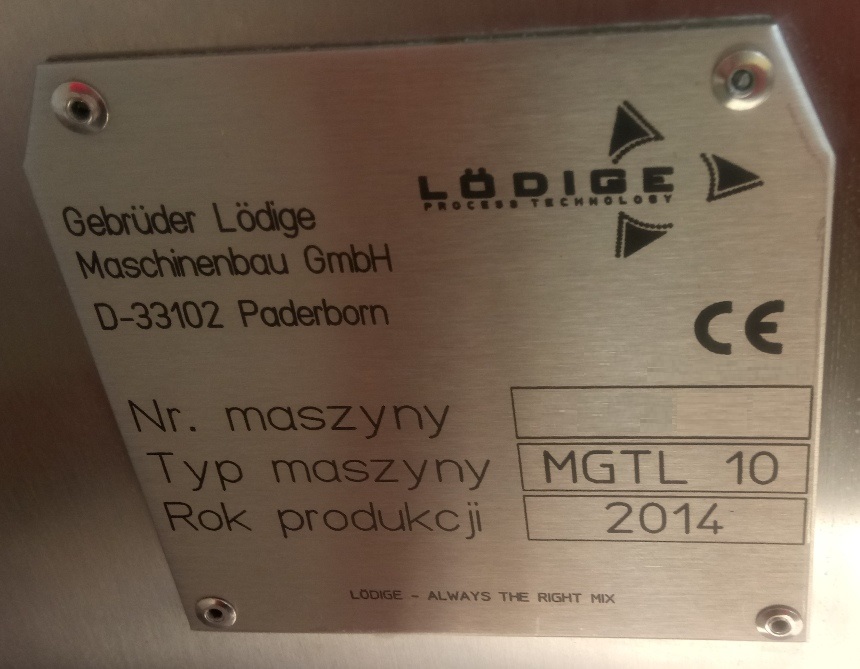 LÖDIGE
PROCESS TECHNOLOGY
Gebrüder Lödige
Maschinenbau GmbH
D-33102 Paderborn
CE
Nr. maszyny
Typ maszyny MGTL 10
Rok produkcji 2014
LÖDIGE - ALWAYS THE RIGHT MIX